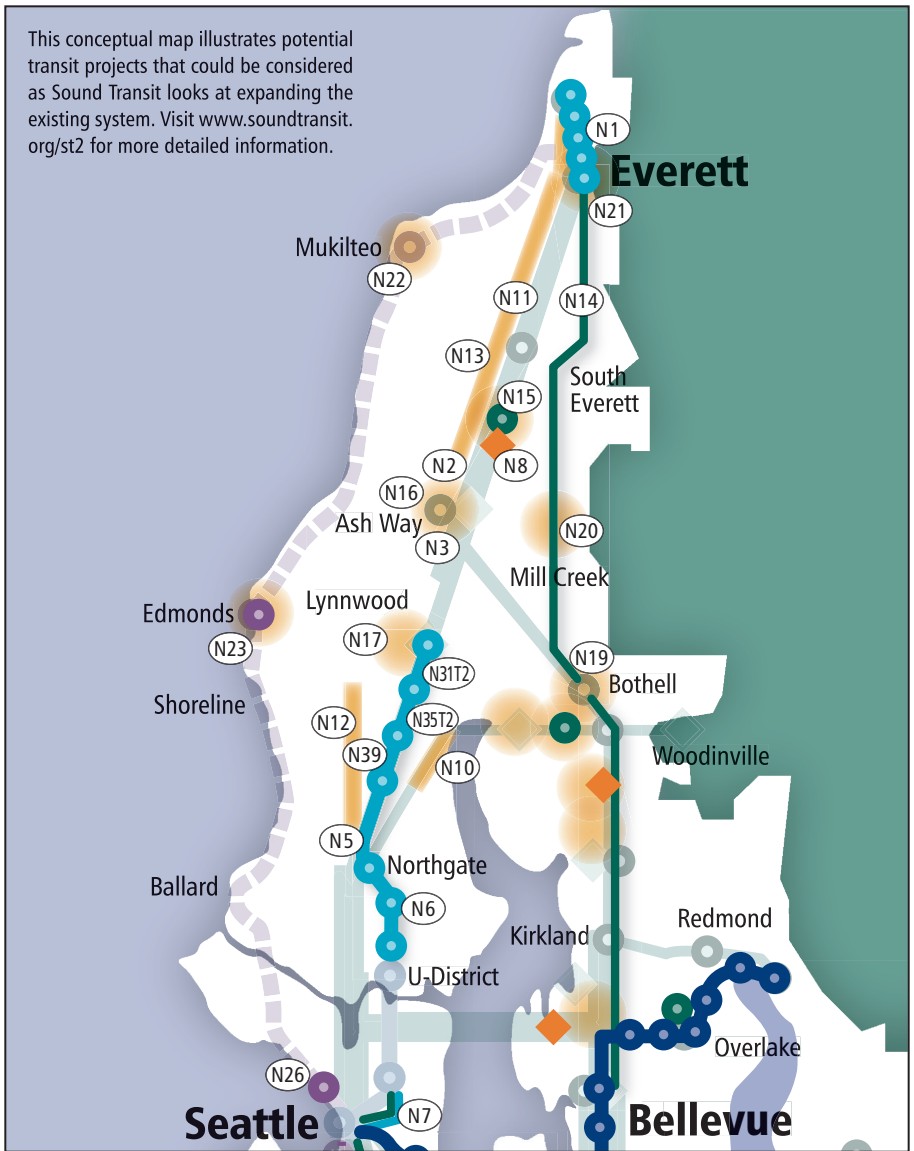 This conceptual map illustrates potential
transit projects that could be considered
as Sound Transit looks at expanding the
existing system. Visit www.soundtransit.
org/st2 for more detailed information.
N1
Everett
N21
Mukilteo
N22
N11
N14
N13
South
Everett
N15
N2
N8
N16
Ash Way
N20
N3
Mill Creek
Lynnwood
Edmonds
N17
N23
N19
N31T2
Bothell
Shoreline
N12
N35T2
N39
Woodinville
N10
N5
Northgate
Ballard
N6
Redmond
Kirkland
U-District
Overlake
N26
N7
Seattle
Bellevue